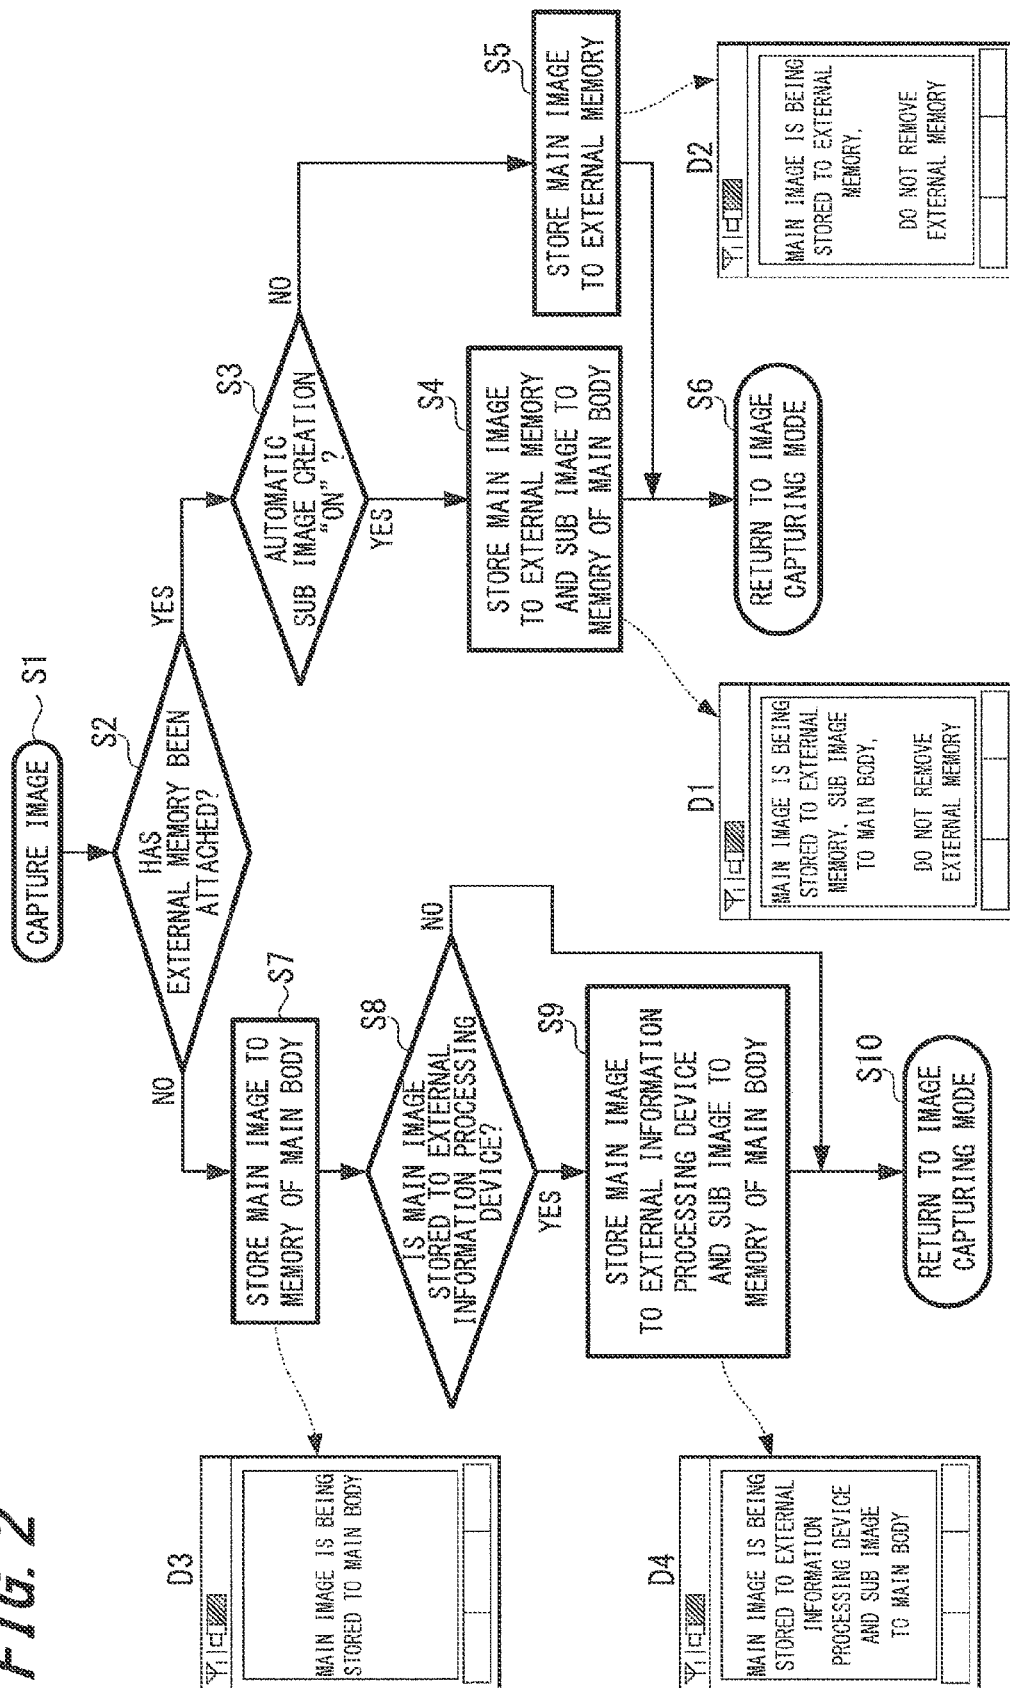 FIG. 2
CAPTURE IMAGE
S1
S2
HAS
EXTERNAL MEMORY BEEN
ATTACHED?
NO
YES
S7
STORE MAIN IMAGE TO
MEMORY OF MAIN BODY
S3
AUTOMATIC
SUB IMAGE CREATION
"ON"?
NO
YES
S8
IS MAIN IMAGE
STORED TO EXTERNAL
INFORMATION PROCESSING
DEVICE?
NO
YES
S4
STORE MAIN IMAGE
TO EXTERNAL MEMORY
AND SUB IMAGE TO
MEMORY OF MAIN BODY
S5
STORE MAIN IMAGE
TO EXTERNAL MEMORY
S9
STORE MAIN IMAGE
TO EXTERNAL INFORMATION
PROCESSING DEVICE
AND SUB IMAGE TO
MEMORY OF MAIN BODY
S6
RETURN TO IMAGE
CAPTURING MODE
S10
RETURN TO IMAGE
CAPTURING MODE
D3
MAIN IMAGE IS BEING
STORED TO MAIN BODY
D4
MAIN IMAGE IS BEING
STORED TO EXTERNAL
INFORMATION
PROCESSING DEVICE
AND SUB IMAGE
TO MAIN BODY
D1
MAIN IMAGE IS BEING
STORED TO EXTERNAL
MEMORY, SUB IMAGE
TO MAIN BODY,
DO NOT REMOVE
EXTERNAL MEMORY
D2
MAIN IMAGE IS BEING
STORED TO EXTERNAL
MEMORY,
DO NOT REMOVE
EXTERNAL MEMORY